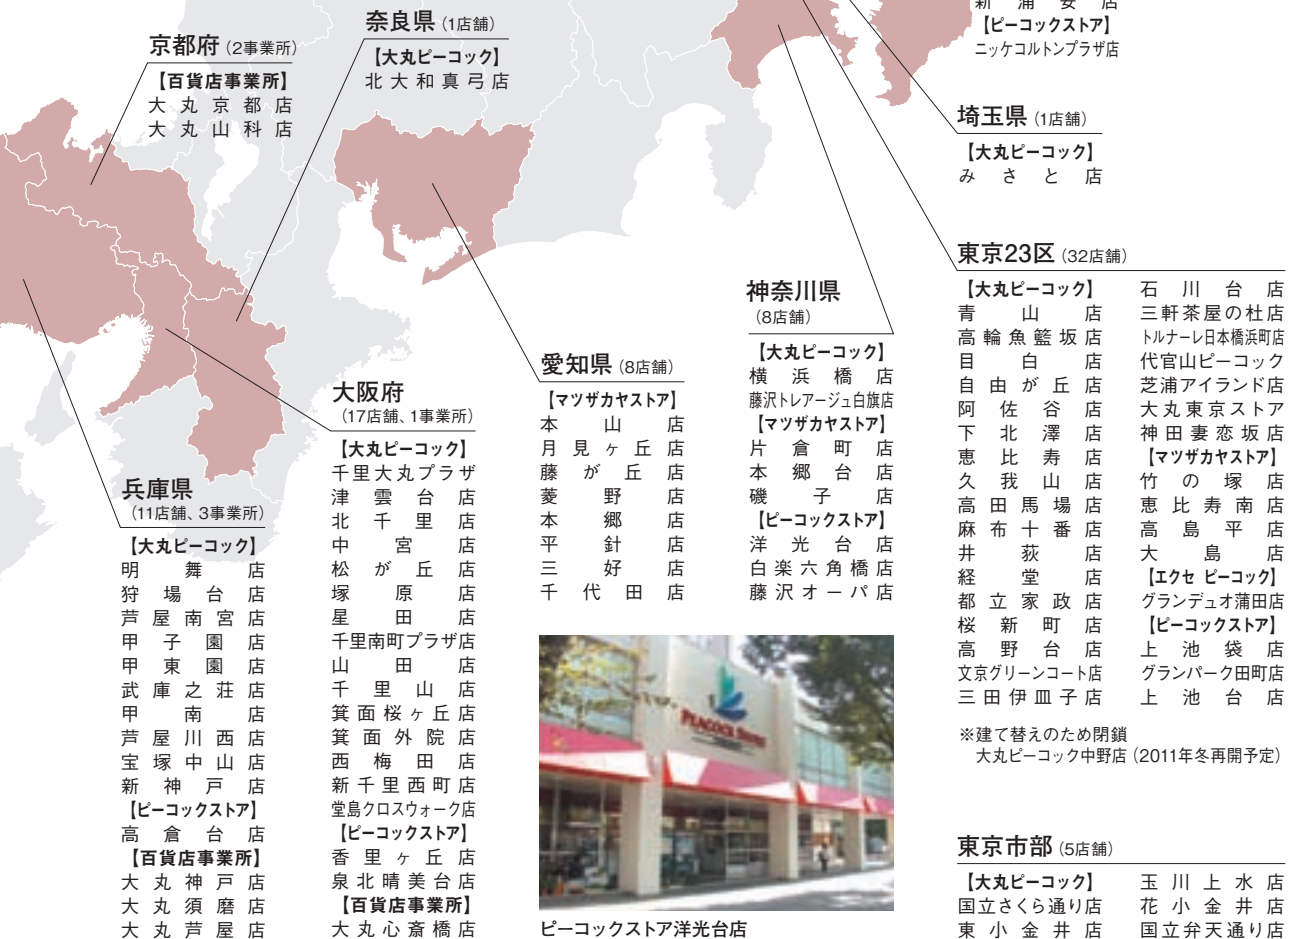 京都府（2事業所）
【百貨店事業所】
大丸京都店
大丸山科店
奈良県（1店舗）
【大丸ピーコック】
北大和真弓店
新浦安店
【ピーコックストア】
ニッケコルトンプラザ店
埼玉県（1店舗）
【大丸ピーコック】
みさと店
兵庫県
（11店舗、3事業所）
【大丸ピーコック】
明舞店
狩場台店
芦屋南宮店
甲子園店
甲東園店
武庫之荘店
甲南店
芦屋川西店
宝塚中山店
新神戸店
【ピーコックストア】
高倉台店
【百貨店事業所】
大丸神戸店
大丸須磨店
大丸芦屋店
大阪府
（17店舗、1事業所）
【大丸ピーコック】
千里大丸プラザ
津雲台店
北千里店
中宮店
松が丘店
塚原店
星田店
千里南町プラザ店
山田店
千里山店
箕面桜ヶ丘店
箕面外院店
西梅田店
新千里西町店
堂島クロスウォーク店
【ピーコックストア】
香里ヶ丘店
泉北晴美台店
【百貨店事業所】
大丸心斎橋店
愛知県（8店舗）
【マツザカヤストア】
本山店
月見ヶ丘店
藤が丘店
菱野店
本郷店
平針店
三好店
千代田店
神奈川県
（8店舗）
【大丸ピーコック】
横浜橋店
藤沢トレアージュ白旗店
【マツザカヤストア】
片倉町店
本郷台店
磯子店
【ピーコックストア】
洋光台店
白楽六角橋店
藤沢オーパ店
PEACOCK STORE
ピーコックストア洋光台店
東京23区（32店舗）
【大丸ピーコック】
青山店
高輪魚籃坂店
目白店
自由が丘店
阿佐谷店
下北澤店
恵比寿店
久我山店
高田馬場店
麻布十番店
井荻店
経堂店
都立家政店
桜新町店
高野台店
文京グリーンコート店
三田伊皿子店
石川台店
三軒茶屋の杜店
トルナーレ日本橋浜町店
代官山ピーコック
芝浦アイランド店
大丸東京ストア
神田妻恋坂店
【マツザカヤストア】
竹の塚店
恵比寿南店
高島平店
大島店
【エクセ ピーコック】
グランデュオ蒲田店
【ピーコックストア】
上池袋店
グランパーク田町店
上池台店
※建て替えのため閉鎖
大丸ピーコック中野店（2011年冬再開予定）
東京市部（5店舗）
【大丸ピーコック】
国立さくら通り店
東小金井店
玉川上水店
花小金井店
国立弁天通り店